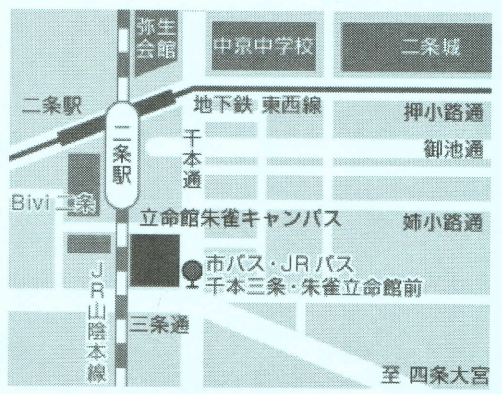 弥生
会館
中京中学校
二条城
二条駅
地下鉄 東西線
押小路通
二条駅
千本通
御池通
Bivi 二条
立命館朱雀キャンパス
姉小路通
市バス・JRバス
千本三条・朱雀立命館前
JR山陰本線
三条通
至 四条大宮